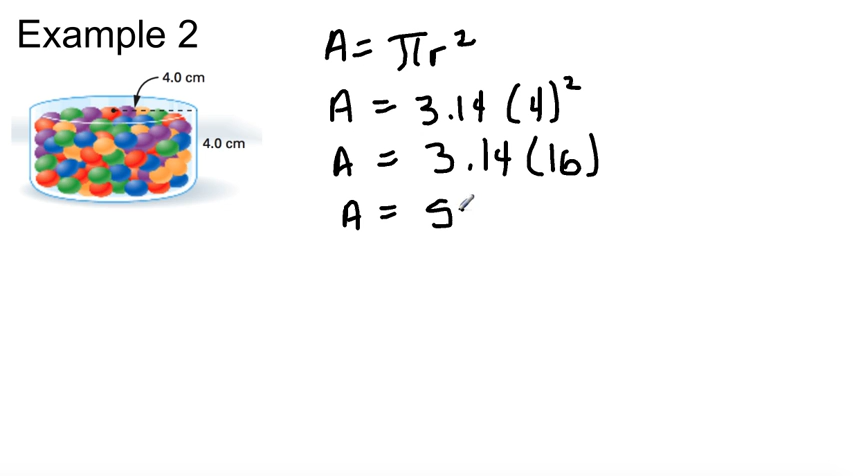 Example 2
4.0 cm
4.0 cm
A = πr²
A = 3.14 (4)²
A = 3.14 (16)
A = 5